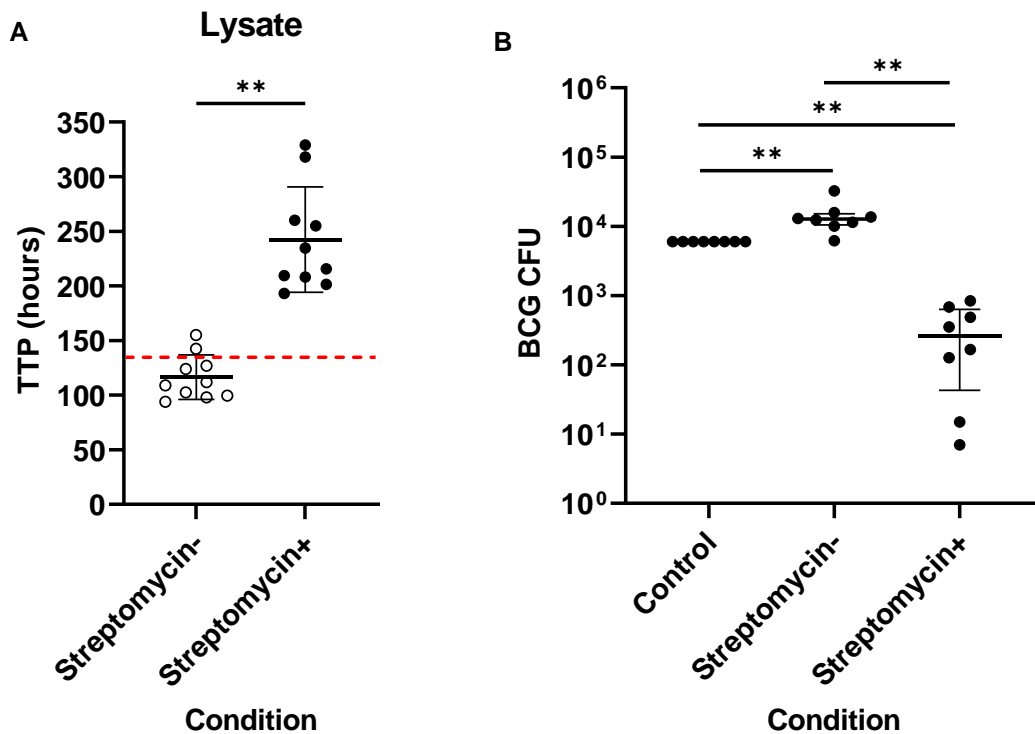 A
Lysate
**
350
300
250
200
150
100
50
0
TTP (hours)
Streptomycin-
Streptomycin+
Condition
B
**
**
**
10⁶
10⁵
10⁴
10³
10²
10¹
10⁰
BCG CFU
Control
Streptomycin-
Streptomycin+
Condition